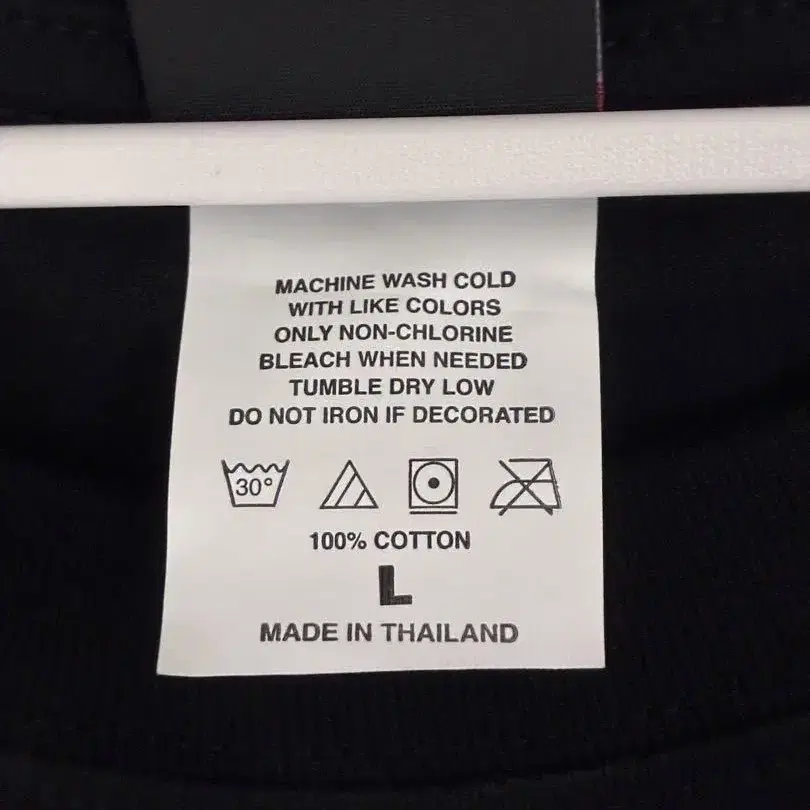 MACHINE WASH COLD
WITH LIKE COLORS
ONLY NON-CHLORINE
BLEACH WHEN NEEDED
TUMBLE DRY LOW
DO NOT IRON IF DECORATED
30°
100% COTTON
L
MADE IN THAILAND